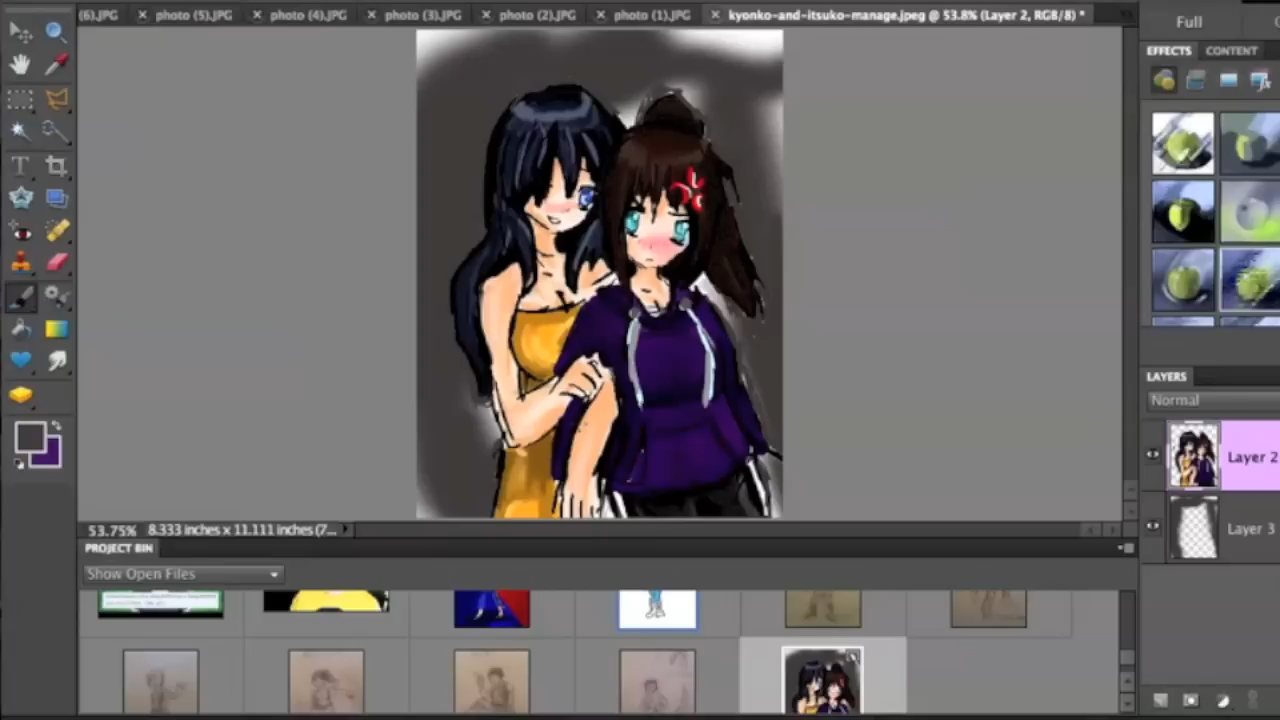 (6).JPG × photo (5).JPG × photo (4).JPG × photo (3).JPG × photo (2).JPG × photo (1).JPG × kyonko-and-itsuko-manage.jpeg @ 53.8% (Layer 2, RGB/8) *
Full
EFFECTS CONTENT
LAYERS
Normal
Layer 2
Layer 3
53.75% 8.333 inches x 11.111 inches (7...
PROJECT BIN
Show Open Files